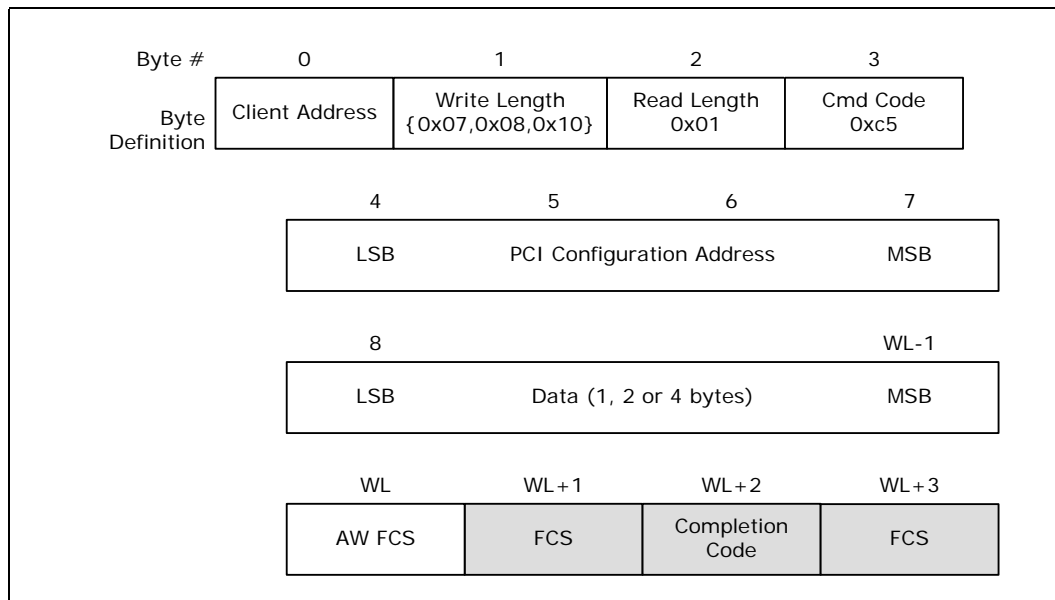 Byte # 0 1 2 3
Byte Definition
Client Address
Write Length
{0x07,0x08,0x10}
Read Length
0x01
Cmd Code
0xc5
4 5 6 7
LSB PCI Configuration Address MSB
8 WL-1
LSB Data (1, 2 or 4 bytes) MSB
WL WL+1 WL+2 WL+3
AW FCS
FCS
Completion
Code
FCS